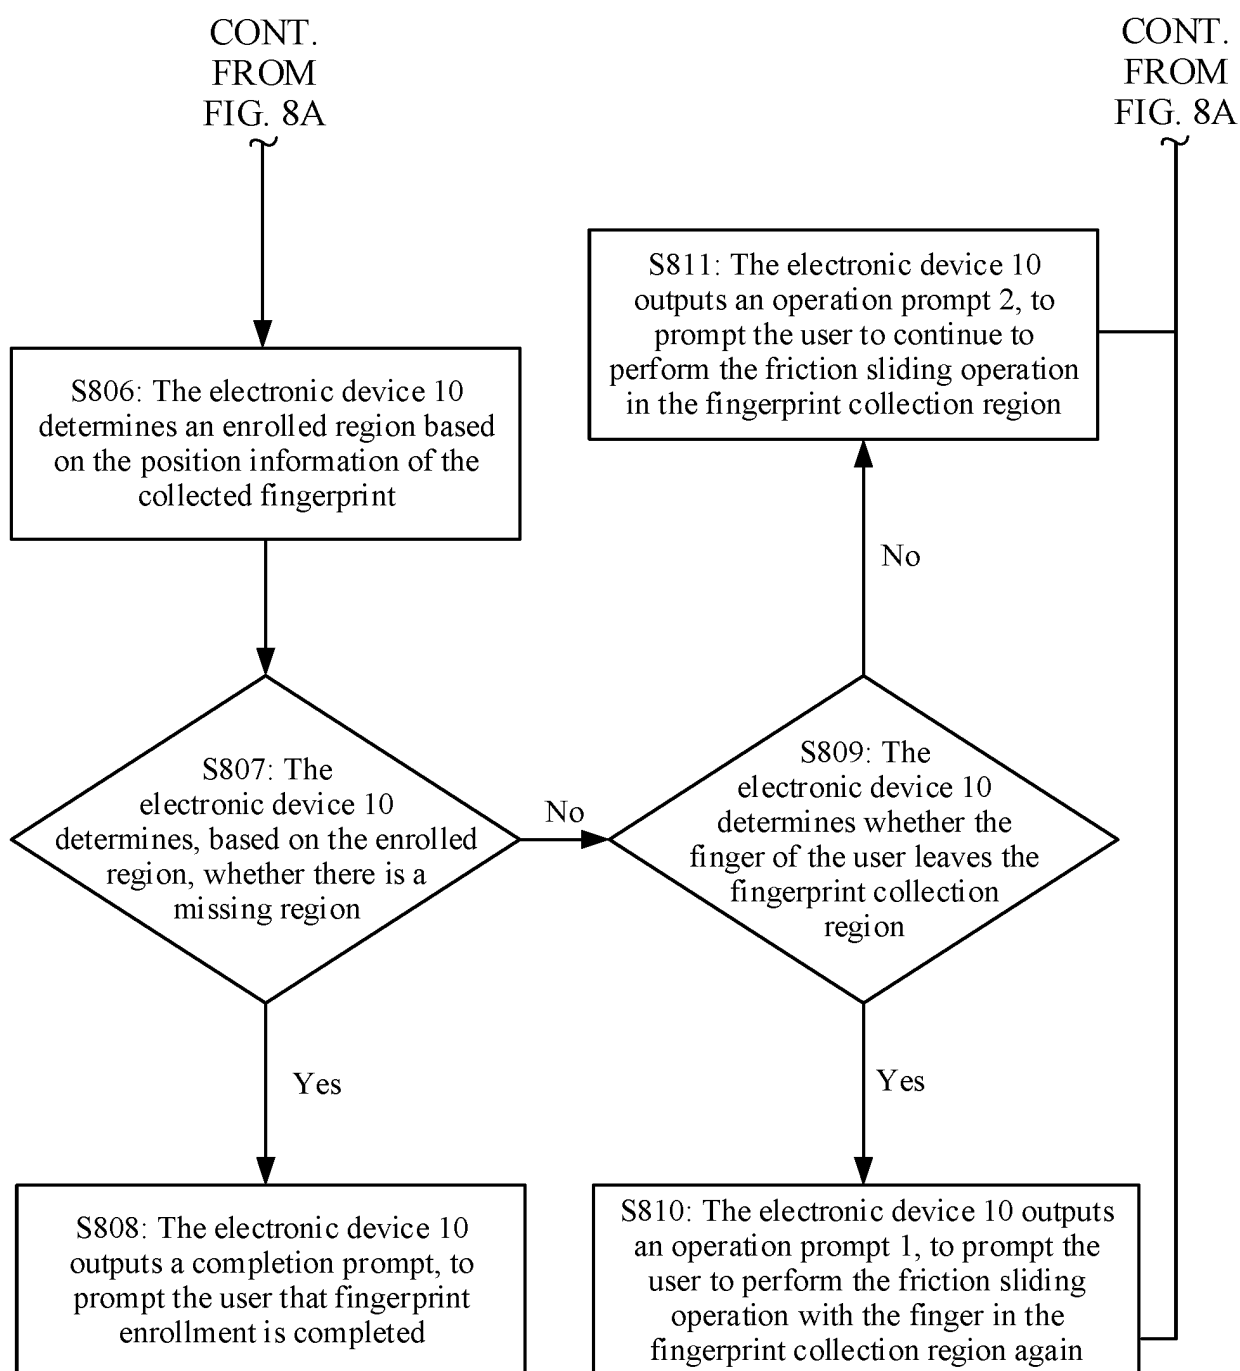 CONT.
FROM
FIG. 8A
CONT.
FROM
FIG. 8A
S811: The electronic device 10
outputs an operation prompt 2, to
prompt the user to continue to
perform the friction sliding operation
in the fingerprint collection region
S806: The electronic device 10
determines an enrolled region based
on the position information of the
collected fingerprint
No
S807: The
electronic device 10
determines, based on the enrolled
region, whether there is a
missing region
No
S809: The
electronic device 10
determines whether the
finger of the user leaves the
fingerprint collection
region
Yes
Yes
S808: The electronic device 10
outputs a completion prompt, to
prompt the user that fingerprint
enrollment is completed
S810: The electronic device 10 outputs
an operation prompt 1, to prompt the
user to perform the friction sliding
operation with the finger in the
fingerprint collection region again